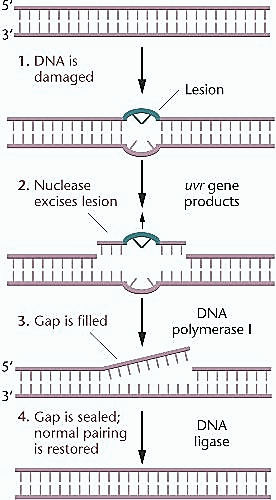 5'
3'
1. DNA is
damaged
Lesion
2. Nuclease
excises lesion
uvr gene
products
3. Gap is filled
DNA
polymerase I
5'
3'
4. Gap is sealed;
normal pairing
is restored
DNA
ligase